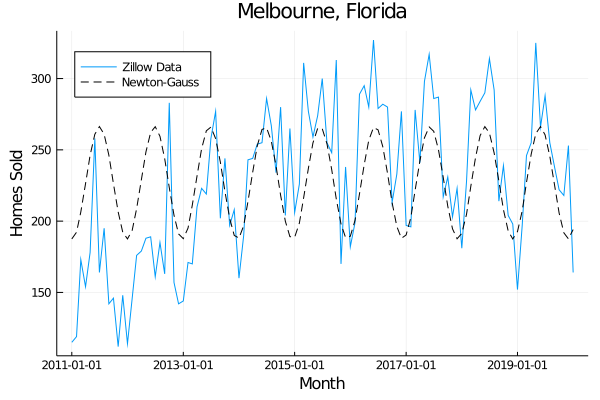 Melbourne, Florida
Zillow Data
Newton-Gauss
300
250
200
150
Homes Sold
2011-01-01 2013-01-01 2015-01-01 2017-01-01 2019-01-01
Month